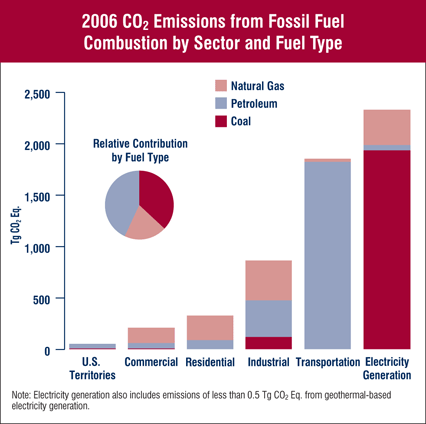 2006 CO₂ Emissions from Fossil Fuel
Combustion by Sector and Fuel Type
Natural Gas
Petroleum
Coal
Relative Contribution
by Fuel Type
Tg CO₂ Eq.
2,500
2,000
1,500
1,000
500
0
U.S.
Territories
Commercial
Residential
Industrial
Transportation
Electricity
Generation
Note: Electricity generation also includes emissions of less than 0.5 Tg CO₂ Eq. from geothermal-based
electricity generation.